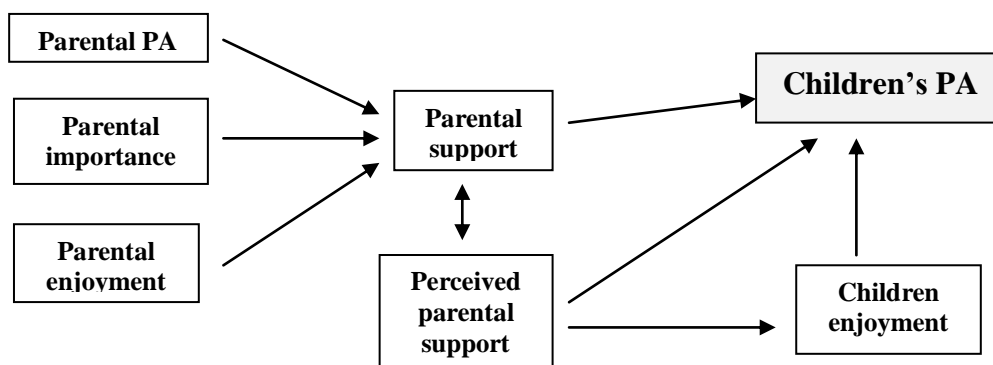 Parental PA
Parental
importance
Parental
enjoyment
Parental
support
Perceived
parental
support
Children's PA
Children
enjoyment